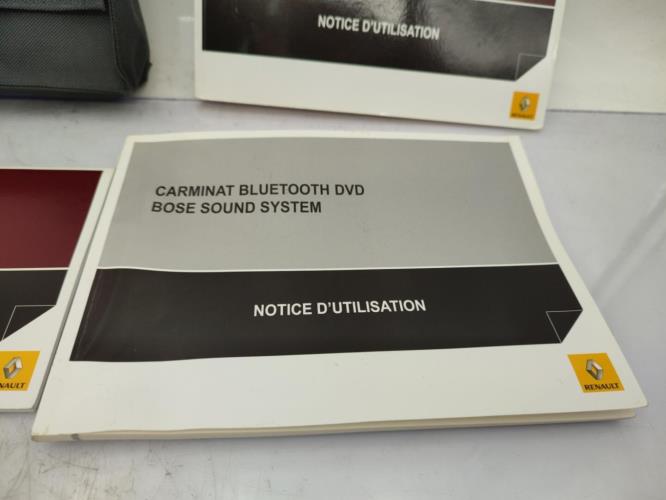 NOTICE D'UTILISATION
RENAULT
CARMINAT BLUETOOTH DVD
BOSE SOUND SYSTEM
NOTICE D'UTILISATION
RENAULT
RENAULT